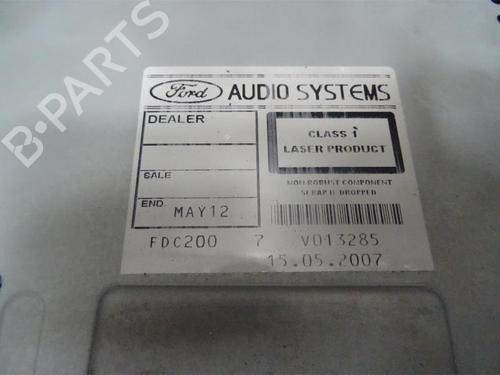 B-PARTS
Ford AUDIO SYSTEMS
DEALER
CLASS 1
LASER PRODUCT
SALE
NON ROBUST COMPONENT
SCRAP IF DROPPED
END. MAY12
FDC200 7 V013285
15.05.2007